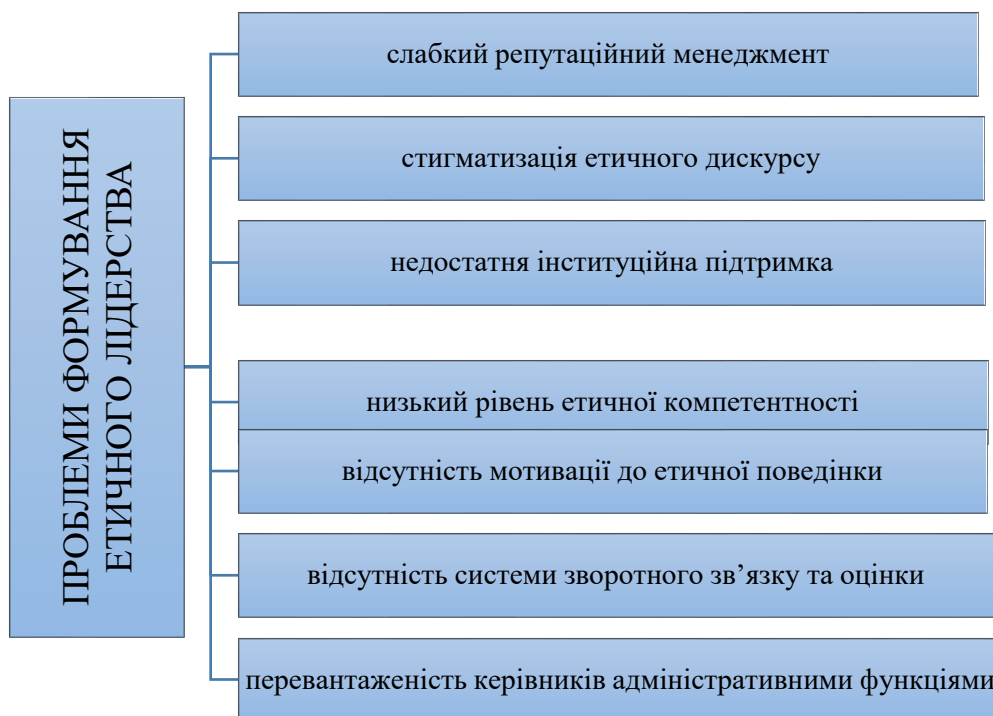 ПРОБЛЕМИ ФОРМУВАННЯ
ЕТИЧНОГО ЛІДЕРСТВА
слабкий репутаційний менеджмент
стигматизація етичного дискурсу
недостатня інституційна підтримка
низький рівень етичної компетентності
відсутність мотивації до етичної поведінки
відсутність системи зворотного зв’язку та оцінки
перевантаженість керівників адміністративними функціями